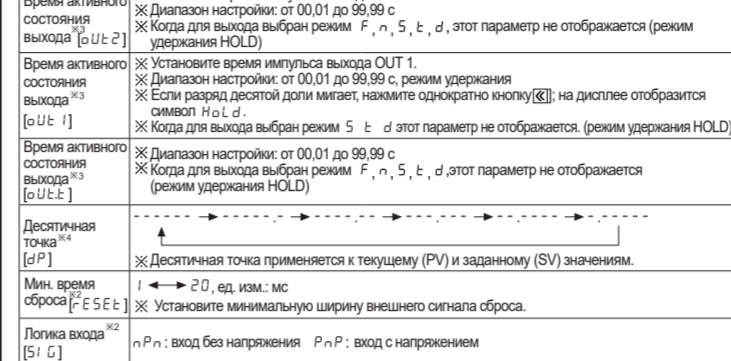 Время активного
состояния
выхода ※3 [oUt2]
※ Диапазон настройки: от 00,01 до 99,99 с
※ Когда для выхода выбран режим F, n, S, t, d, этот параметр не отображается (режим
удержания HOLD)
Время активного
состояния
выхода ※3
[oUt 1]
※ Установите время импульса выхода OUT 1.
※ Диапазон настройки: от 00,01 до 99,99 с, режим удержания
※ Если разряд десятой доли мигает, нажмите однократно кнопку[≪]; на дисплее отобразится
символ HoLd.
※ Когда для выхода выбран режим S t d этот параметр не отображается. (режим удержания HOLD)
Время активного
состояния
выхода ※3
[oUt.t]
※ Диапазон настройки: от 00,01 до 99,99 с
※ Когда для выхода выбран режим F, n, S, t, d,этот параметр не отображается
(режим удержания HOLD)
Десятичная
точка ※4
[dP]
------ → -----.- → ----.-- → ---.--- → --.---- → -.-----
※ Десятичная точка применяется к текущему (PV) и заданному (SV) значениям.
Мин. время
сброса ※2 [rESEt]
1 ↔ 20, ед. изм.: мс
※ Установите минимальную ширину внешнего сигнала сброса.
Логика входа ※2
[SIG]
nPn: вход без напряжения PnP: вход с напряжением